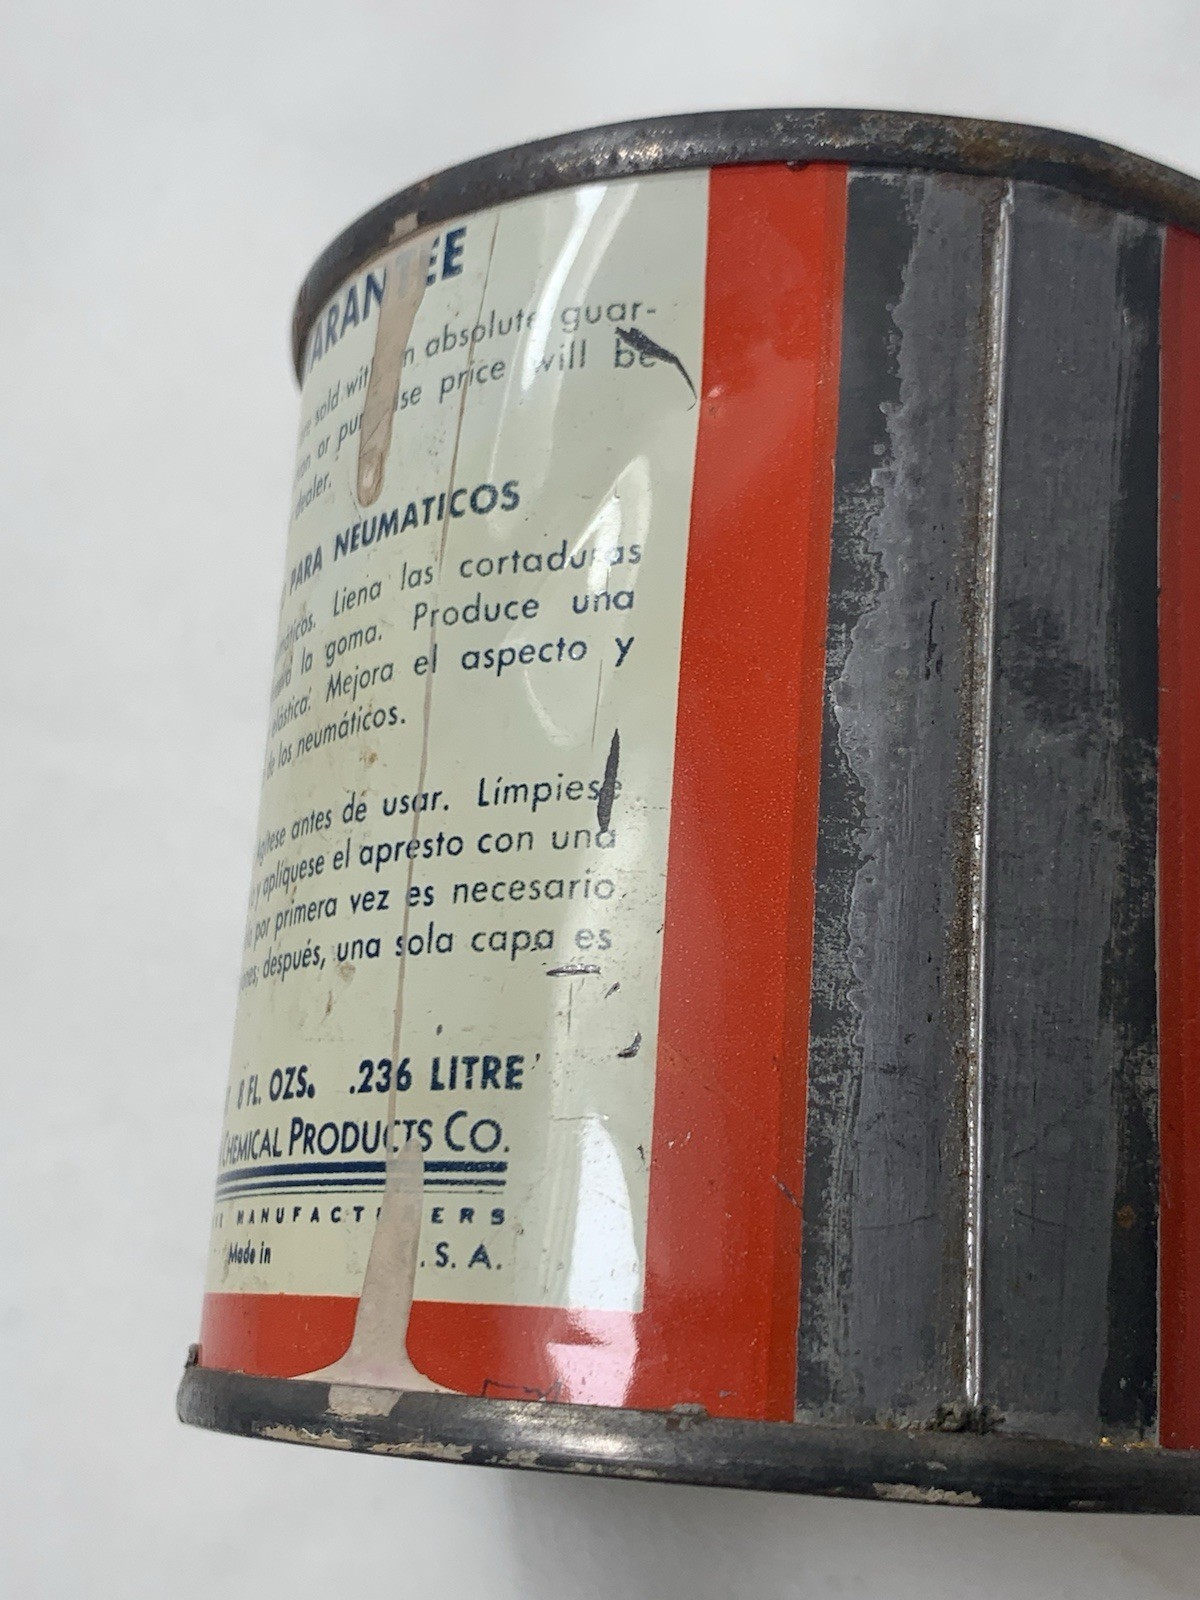 ARANTEE
sold with an absolute guar-
or purchase price will be
dealer.
PARA NEUMATICOS
Llena las cortaduras
la goma. Produce una
elástica. Mejora el aspecto y
de los neumáticos.
antes de usar. Límpiese
y aplíquese el apresto con una
por primera vez es necesario
después, una sola capa es
8 FL. OZS. .236 LITRE
CHEMICAL PRODUCTS CO.
MANUFACTURERS
Made in .S.A.